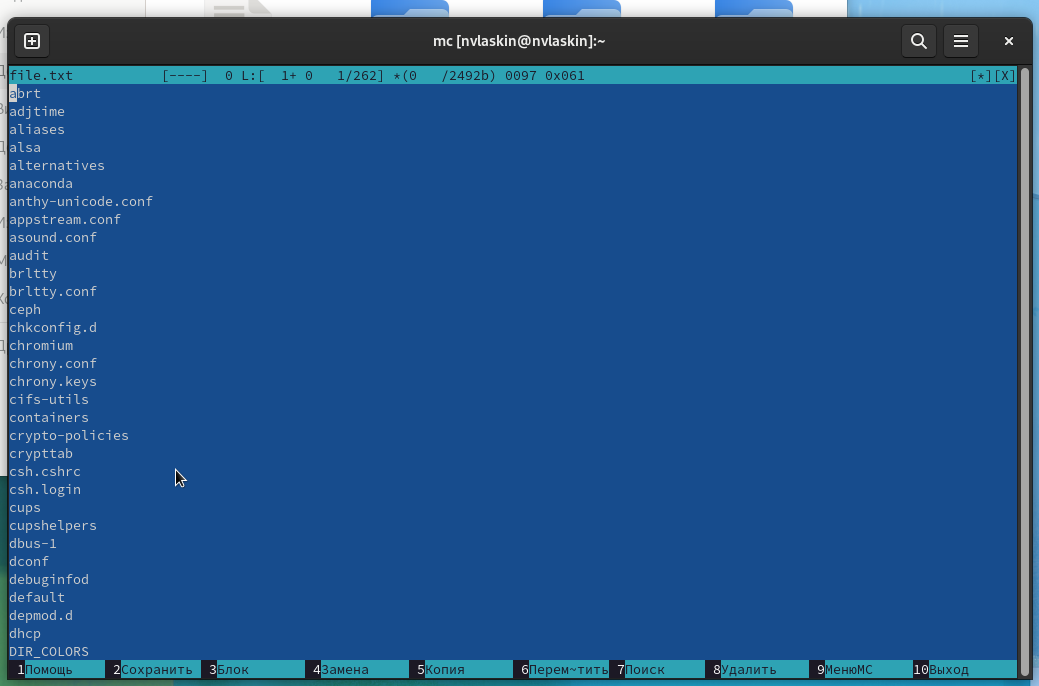 mc [nvlaskin@nvlaskin]:~
file.txt [----] 0 L:[ 1+ 0 1/262] *(0 /2492b) 0097 0x061 [*][X]
abrt
adjtime
aliases
alsa
alternatives
anaconda
anthy-unicode.conf
appstream.conf
asound.conf
audit
brltty
brltty.conf
ceph
chkconfig.d
chromium
chrony.conf
chrony.keys
cifs-utils
containers
crypto-policies
crypttab
csh.cshrc
csh.login
cups
cupshelpers
dbus-1
dconf
debuginfod
default
depmod.d
dhcp
DIR_COLORS
1Помощь 2Сохранить 3Блок 4Замена 5Копия 6Перем~тить 7Поиск 8Удалить 9МенюMC 10Выход